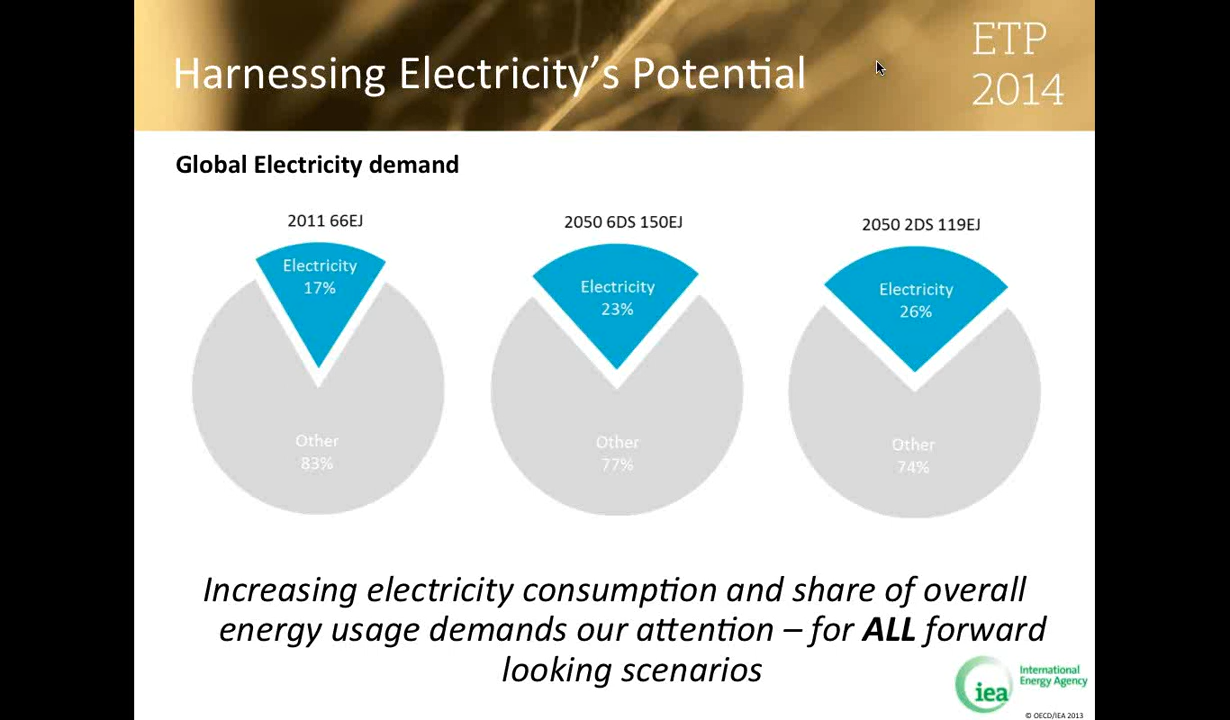 Harnessing Electricity’s Potential
ETP
2014
Global Electricity demand
2011 66EJ
Electricity
17%
Other
83%
2050 6DS 150EJ
Electricity
23%
Other
77%
2050 2DS 119EJ
Electricity
26%
Other
74%
Increasing electricity consumption and share of overall
energy usage demands our attention – for ALL forward
looking scenarios
iea
International
Energy Agency
© OECD/IEA 2013